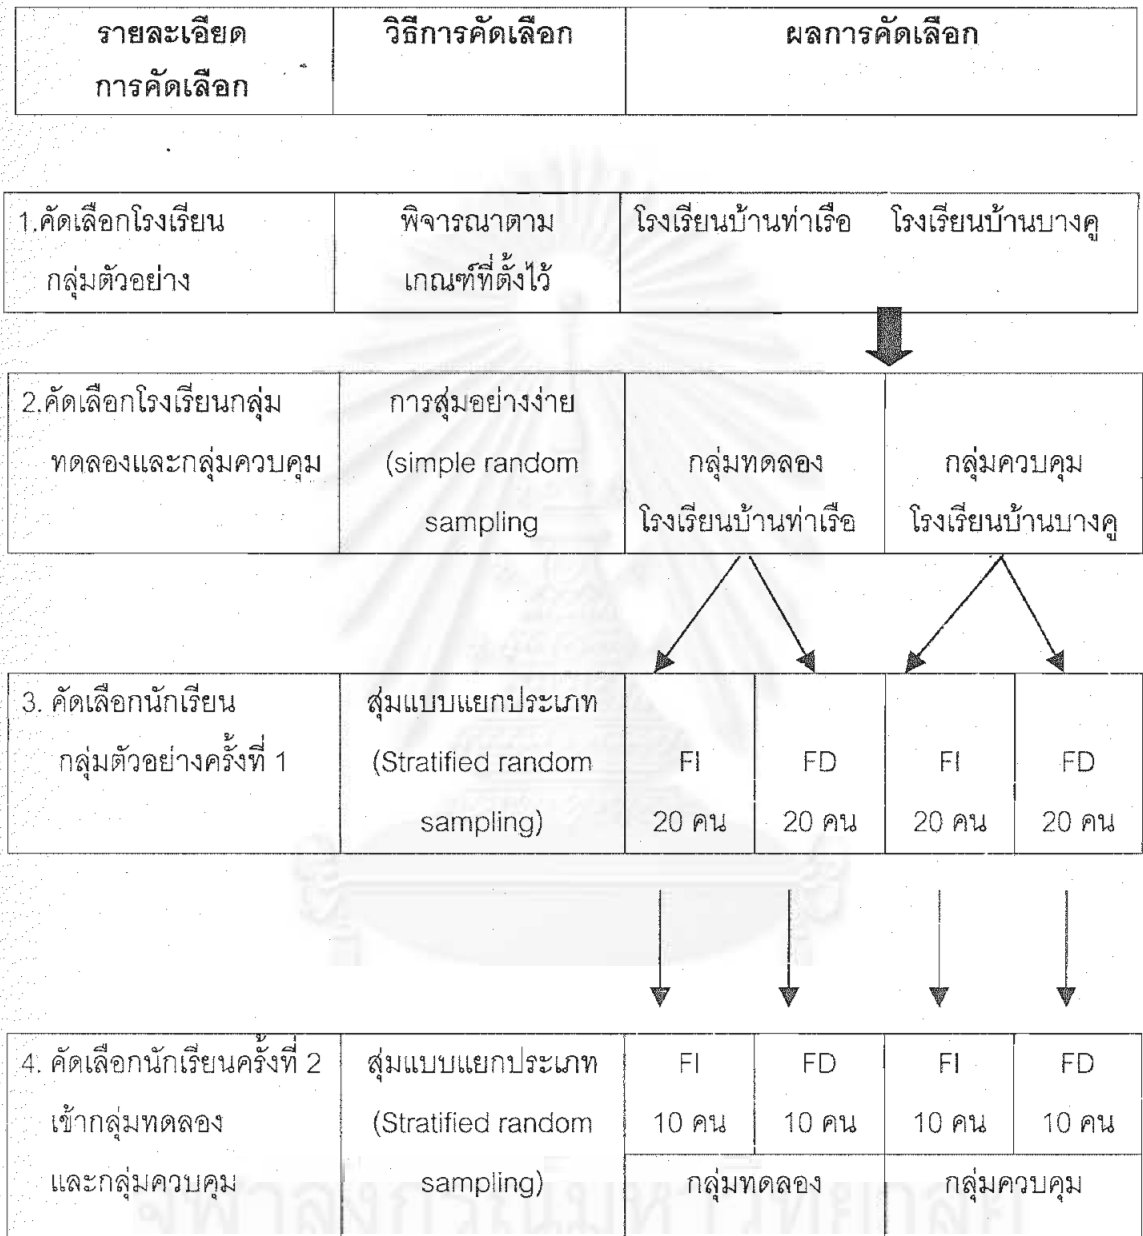 รายละเอียด วิธีการคัดเลือก ผลการคัดเลือก
การคัดเลือก
1.คัดเลือกโรงเรียน พิจารณาตาม โรงเรียนบ้านท่าเรือ โรงเรียนบ้านบางคู
กลุ่มตัวอย่าง เกณฑ์ที่ตั้งไว้
2.คัดเลือกโรงเรียนกลุ่ม การสุ่มอย่างง่าย
ทดลองและกลุ่มควบคุม (simple random กลุ่มทดลอง กลุ่มควบคุม
sampling โรงเรียนบ้านท่าเรือ โรงเรียนบ้านบางคู
3. คัดเลือกนักเรียน สุ่มแบบแยกประเภท
กลุ่มตัวอย่างครั้งที่ 1 (Stratified random FI FD FI FD
sampling) 20 คน 20 คน 20 คน 20 คน
4. คัดเลือกนักเรียนครั้งที่ 2 สุ่มแบบแยกประเภท FI FD FI FD
เข้ากลุ่มทดลอง (Stratified random 10 คน 10 คน 10 คน 10 คน
และกลุ่มควบคุม sampling) กลุ่มทดลอง กลุ่มควบคุม
จุฬาลงกรณ์มหาวิทยาลัย